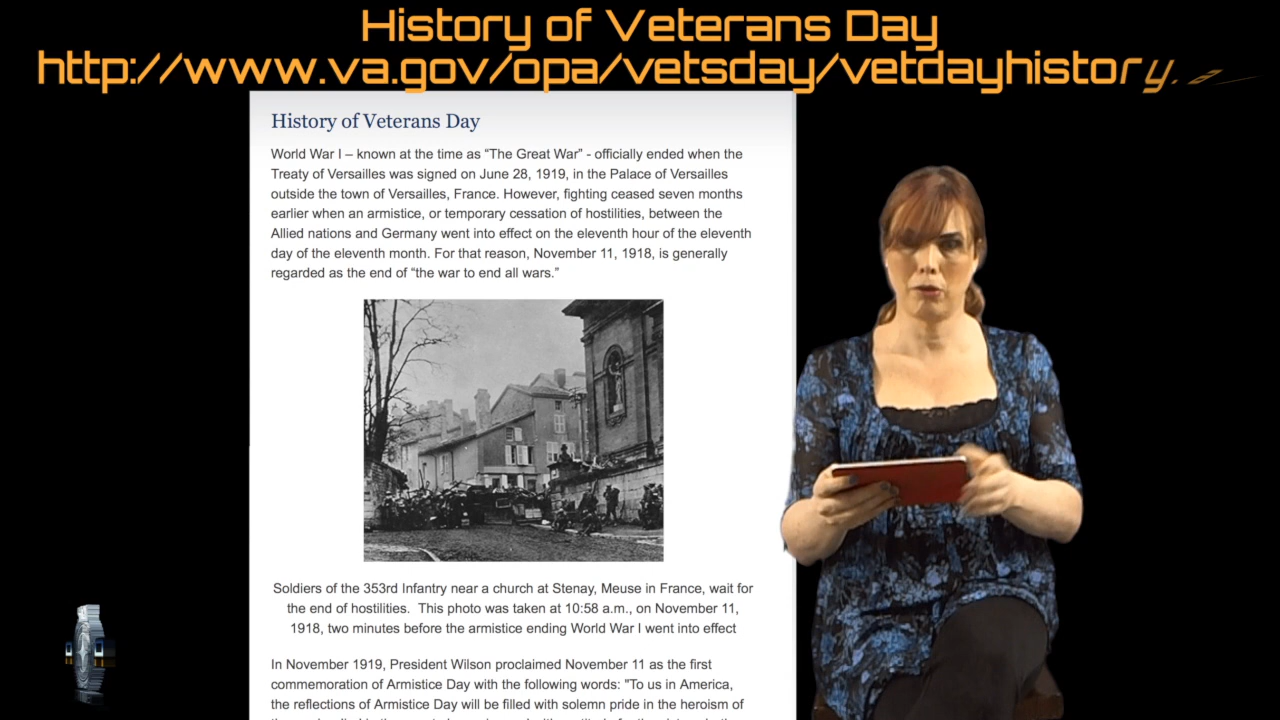 History of Veterans Day
http://www.va.gov/opa/vetsday/vetdayhistory.
History of Veterans Day
World War I – known at the time as “The Great War” - officially ended when the
Treaty of Versailles was signed on June 28, 1919, in the Palace of Versailles
outside the town of Versailles, France. However, fighting ceased seven months
earlier when an armistice, or temporary cessation of hostilities, between the
Allied nations and Germany went into effect on the eleventh hour of the eleventh
day of the eleventh month. For that reason, November 11, 1918, is generally
regarded as the end of “the war to end all wars.”
Soldiers of the 353rd Infantry near a church at Stenay, Meuse in France, wait for
the end of hostilities. This photo was taken at 10:58 a.m., on November 11,
1918, two minutes before the armistice ending World War I went into effect
In November 1919, President Wilson proclaimed November 11 as the first
commemoration of Armistice Day with the following words: "To us in America,
the reflections of Armistice Day will be filled with solemn pride in the heroism of